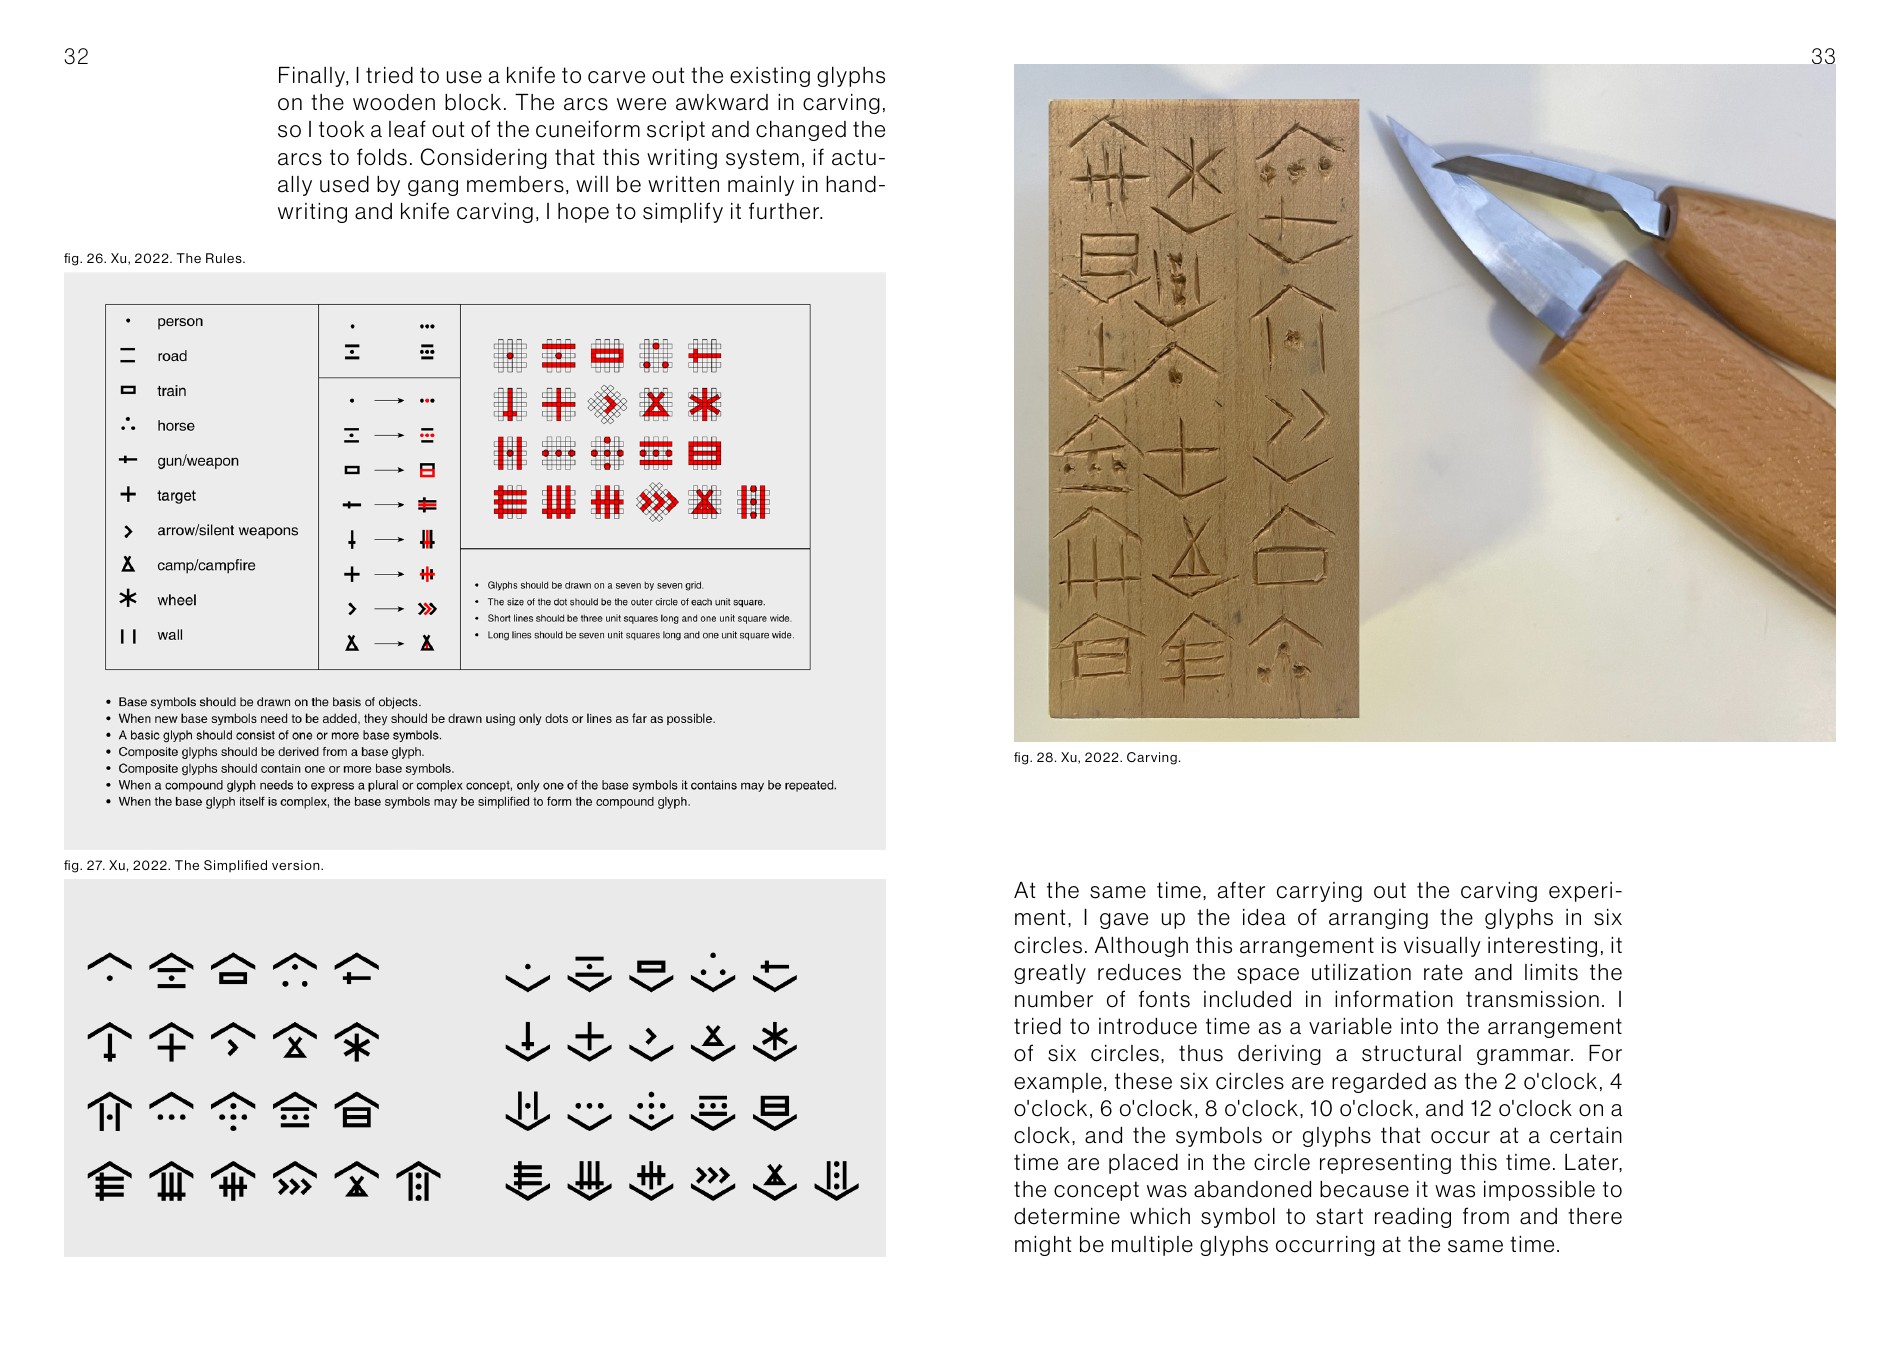 32
Finally, I tried to use a knife to carve out the existing glyphs
on the wooden block. The arcs were awkward in carving,
so I took a leaf out of the cuneiform script and changed the
arcs to folds. Considering that this writing system, if actu-
ally used by gang members, will be written mainly in hand-
writing and knife carving, I hope to simplify it further.
fig. 26. Xu, 2022. The Rules.
person
road
train
horse
gun/weapon
target
arrow/silent weapons
camp/campfire
wheel
wall
• Glyphs should be drawn on a seven by seven grid.
• The size of the dot should be the outer circle of each unit square.
• Short lines should be three unit squares long and one unit square wide.
• Long lines should be seven unit squares long and one unit square wide.
• Base symbols should be drawn on the basis of objects.
• When new base symbols need to be added, they should be drawn using only dots or lines as far as possible.
• A basic glyph should consist of one or more base symbols.
• Composite glyphs should be derived from a base glyph.
• Composite glyphs should contain one or more base symbols.
• When a compound glyph needs to express a plural or complex concept, only one of the base symbols it contains may be repeated.
• When the base glyph itself is complex, the base symbols may be simplified to form the compound glyph.
fig. 27. Xu, 2022. The Simplified version.
33
fig. 28. Xu, 2022. Carving.
At the same time, after carrying out the carving experi-
ment, I gave up the idea of arranging the glyphs in six
circles. Although this arrangement is visually interesting, it
greatly reduces the space utilization rate and limits the
number of fonts included in information transmission. I
tried to introduce time as a variable into the arrangement
of six circles, thus deriving a structural grammar. For
example, these six circles are regarded as the 2 o'clock, 4
o'clock, 6 o'clock, 8 o'clock, 10 o'clock, and 12 o'clock on a
clock, and the symbols or glyphs that occur at a certain
time are placed in the circle representing this time. Later,
the concept was abandoned because it was impossible to
determine which symbol to start reading from and there
might be multiple glyphs occurring at the same time.